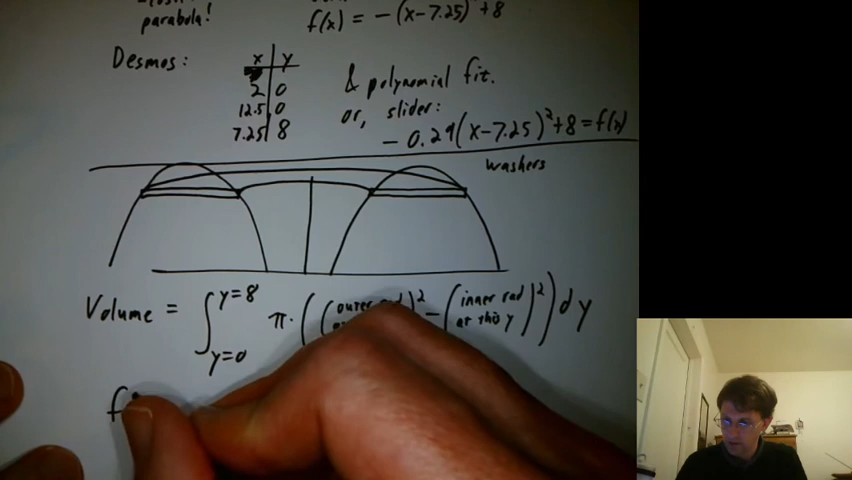 parabola!
f(x) = -(x-7.25)² +8
Desmos:
x y
2 0
12.5 0
7.25 8
& polynomial fit.
or, slider:
- 0.29(x-7.25)²+8 = f(x)
washers
Volume = ∫ y=8 y=0 π·((outer rad)² - (inner rad at this y)²) dy
f